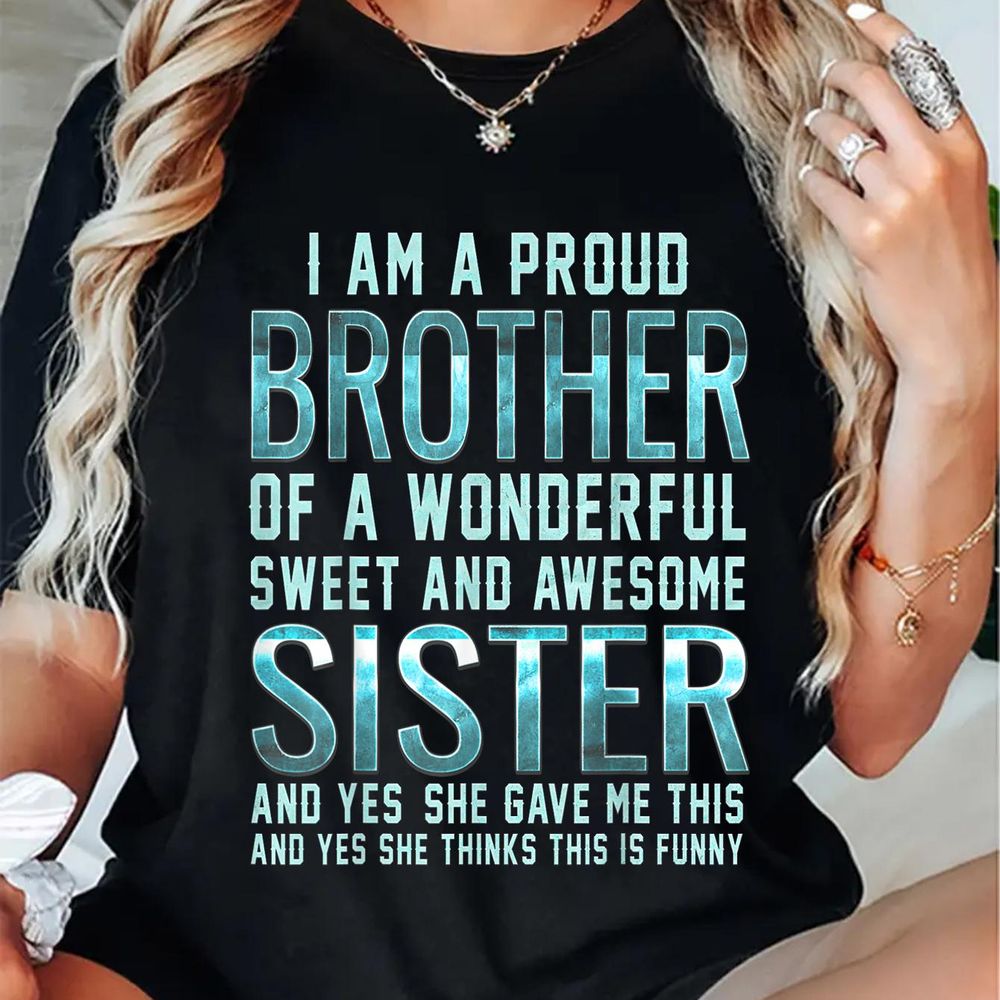 I AM A PROUD
BROTHER
OF A WONDERFUL
SWEET AND AWESOME
SISTER
AND YES SHE GAVE ME THIS
AND YES SHE THINKS THIS IS FUNNY